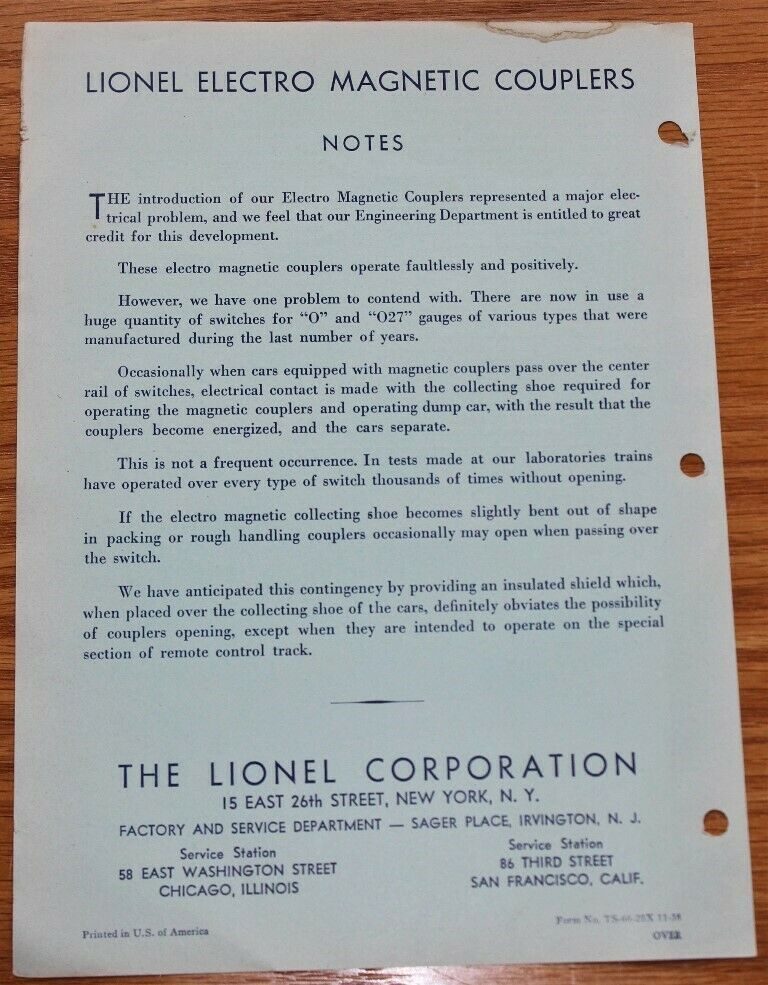 LIONEL ELECTRO MAGNETIC COUPLERS
NOTES
THE introduction of our Electro Magnetic Couplers represented a major elec-
trical problem, and we feel that our Engineering Department is entitled to great
credit for this development.
These electro magnetic couplers operate faultlessly and positively.
However, we have one problem to contend with. There are now in use a
huge quantity of switches for "O" and "O27" gauges of various types that were
manufactured during the last number of years.
Occasionally when cars equipped with magnetic couplers pass over the center
rail of switches, electrical contact is made with the collecting shoe required for
operating the magnetic couplers and operating dump car, with the result that the
couplers become energized, and the cars separate.
This is not a frequent occurrence. In tests made at our laboratories trains
have operated over every type of switch thousands of times without opening.
If the electro magnetic collecting shoe becomes slightly bent out of shape
in packing or rough handling couplers occasionally may open when passing over
the switch.
We have anticipated this contingency by providing an insulated shield which,
when placed over the collecting shoe of the cars, definitely obviates the possibility
of couplers opening, except when they are intended to operate on the special
section of remote control track.
THE LIONEL CORPORATION
15 EAST 26th STREET, NEW YORK, N. Y.
FACTORY AND SERVICE DEPARTMENT — SAGER PLACE, IRVINGTON, N. J.
Service Station
58 EAST WASHINGTON STREET
CHICAGO, ILLINOIS
Service Station
86 THIRD STREET
SAN FRANCISCO, CALIF.
Printed in U.S. of America
Form No.
OVER